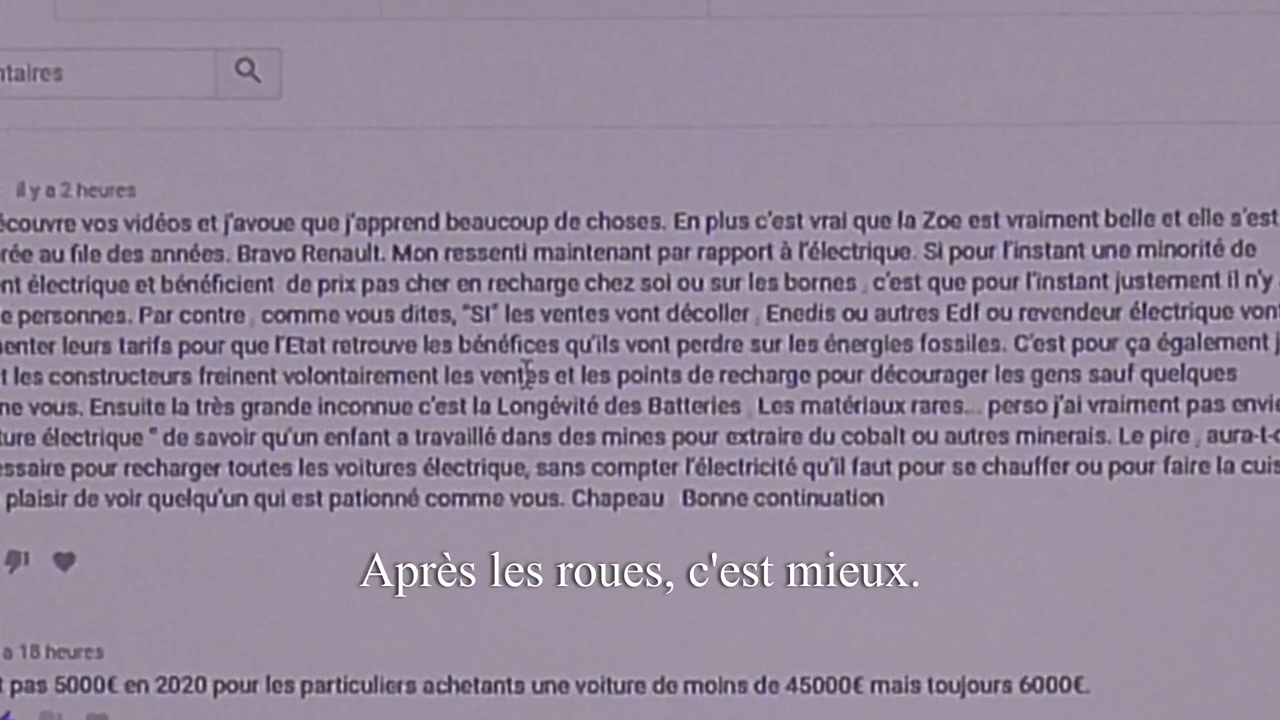 ntaires
il y a 2 heures
écouvre vos vidéos et j'avoue que j'apprend beaucoup de choses. En plus c'est vrai que la Zoe est vraiment belle et elle s'est
rée au file des années. Bravo Renault. Mon ressenti maintenant par rapport à l'électrique. Si pour l'instant une minorité de
nt électrique et bénéficient de prix pas cher en recharge chez soi ou sur les bornes , c'est que pour l'instant justement il n'y
e personnes. Par contre , comme vous dites, "SI" les ventes vont décoller , Enedis ou autres Edf ou revendeur électrique vont
enter leurs tarifs pour que l'Etat retrouve les bénéfices qu'ils vont perdre sur les énergies fossiles. C'est pour ça également j
t les constructeurs freinent volontairement les ventes et les points de recharge pour décourager les gens sauf quelques
ne vous. Ensuite la très grande inconnue c'est la Longévité des Batteries , Les matériaux rares... perso j'ai vraiment pas envie
ture électrique " de savoir qu'un enfant a travaillé dans des mines pour extraire du cobalt ou autres minerais. Le pire , aura-t-o
essaire pour recharger toutes les voitures électrique, sans compter l'électricité qu'il faut pour se chauffer ou pour faire la cuis
plaisir de voir quelqu'un qui est pationné comme vous. Chapeau Bonne continuation
Après les roues, c'est mieux.
a 18 heures
t pas 5000€ en 2020 pour les particuliers achetants une voiture de moins de 45000€ mais toujours 6000€.